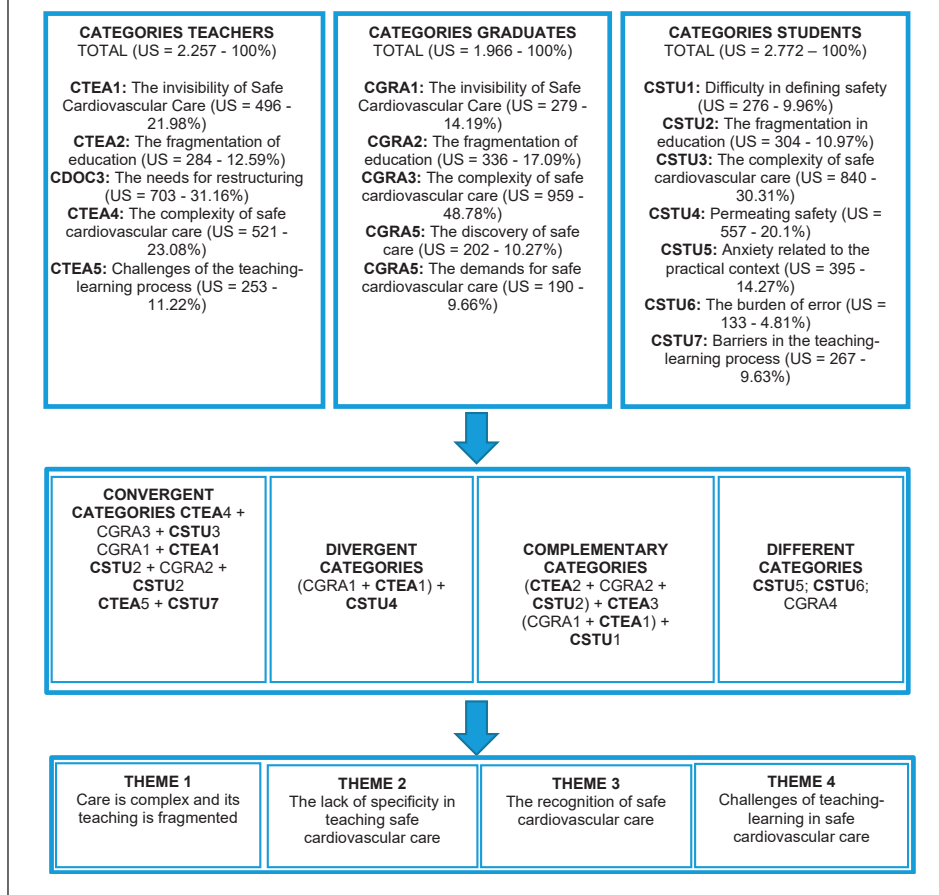 CATEGORIES TEACHERS
TOTAL (US = 2.257 - 100%)
CTEA1: The invisibility of Safe
Cardiovascular Care (US = 496 -
21.98%)
CTEA2: The fragmentation of
education (US = 284 - 12.59%)
CDOC3: The needs for restructuring
(US = 703 - 31.16%)
CTEA4: The complexity of safe
cardiovascular care (US = 521 -
23.08%)
CTEA5: Challenges of the teaching-
learning process (US = 253 -
11.22%)
CATEGORIES GRADUATES
TOTAL (US = 1.966 - 100%)
CGRA1: The invisibility of Safe
Cardiovascular Care (US = 279 -
14.19%)
CGRA2: The fragmentation of
education (US = 336 - 17.09%)
CGRA3: The complexity of safe
cardiovascular care (US = 959 -
48.78%)
CGRA5: The discovery of safe
care (US = 202 - 10.27%)
CGRA5: The demands for safe
cardiovascular care (US = 190 -
9.66%)
CATEGORIES STUDENTS
TOTAL (US = 2.772 – 100%)
CSTU1: Difficulty in defining safety
(US = 276 - 9.96%)
CSTU2: The fragmentation in
education (US = 304 - 10.97%)
CSTU3: The complexity of safe
cardiovascular care (US = 840 -
30.31%)
CSTU4: Permeating safety (US =
557 - 20.1%)
CSTU5: Anxiety related to the
practical context (US = 395 -
14.27%)
CSTU6: The burden of error (US =
133 - 4.81%)
CSTU7: Barriers in the teaching-
learning process (US = 267 -
9.63%)
CONVERGENT
CATEGORIES CTEA4 +
CGRA3 + CSTU3
CGRA1 + CTEA1
CSTU2 + CGRA2 +
CSTU2
CTEA5 + CSTU7
DIVERGENT
CATEGORIES
(CGRA1 + CTEA1) +
CSTU4
COMPLEMENTARY
CATEGORIES
(CTEA2 + CGRA2 +
CSTU2) + CTEA3
(CGRA1 + CTEA1) +
CSTU1
DIFFERENT
CATEGORIES
CSTU5; CSTU6;
CGRA4
THEME 1
Care is complex and its
teaching is fragmented
THEME 2
The lack of specificity in
teaching safe
cardiovascular care
THEME 3
The recognition of safe
cardiovascular care
THEME 4
Challenges of teaching-
learning in safe
cardiovascular care